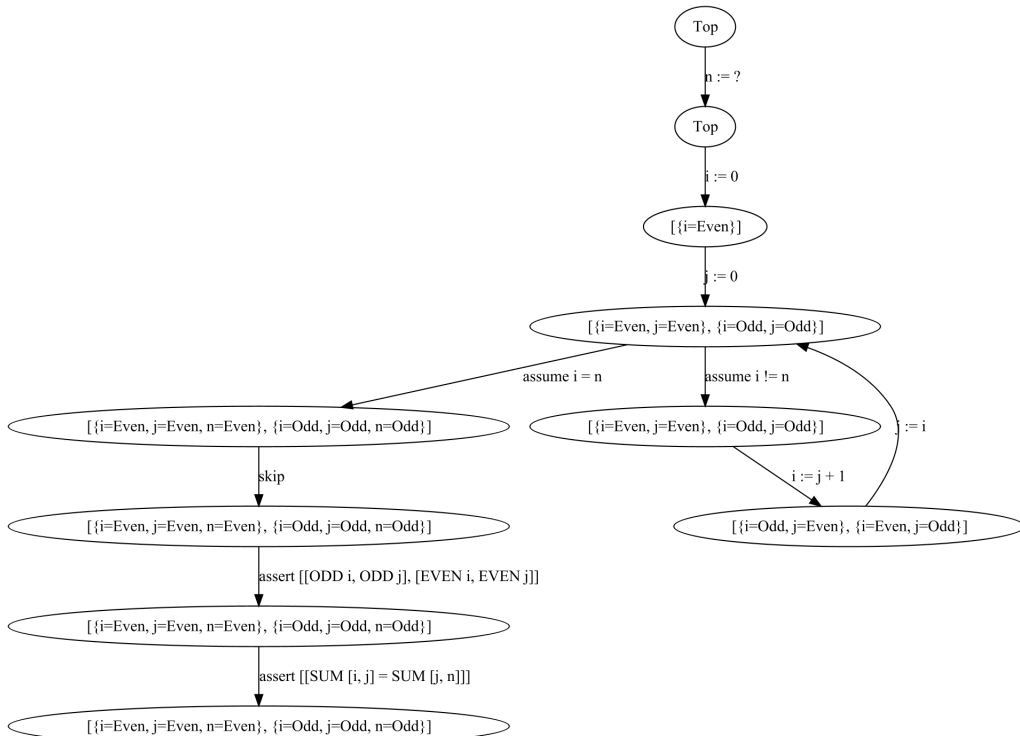 Top
n := ?
Top
i := 0
[{i=Even}]
j := 0
[{i=Even, j=Even}, {i=Odd, j=Odd}]
assume i = n
assume i != n
[{i=Even, j=Even, n=Even}, {i=Odd, j=Odd, n=Odd}]
[{i=Even, j=Even}, {i=Odd, j=Odd}]
j := i
skip
i := j + 1
[{i=Even, j=Even, n=Even}, {i=Odd, j=Odd, n=Odd}]
[{i=Odd, j=Even}, {i=Even, j=Odd}]
assert [[ODD i, ODD j], [EVEN i, EVEN j]]
[{i=Even, j=Even, n=Even}, {i=Odd, j=Odd, n=Odd}]
assert [[SUM [i, j] = SUM [j, n]]]
[{i=Even, j=Even, n=Even}, {i=Odd, j=Odd, n=Odd}]